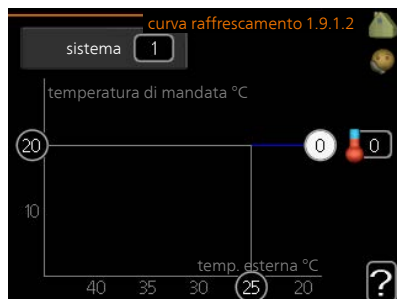 curva raffrescamento 1.9.1.2
sistema 1
temperatura di mandata °C
20 0 0
10
temp. esterna °C
40 35 30 25 20
?